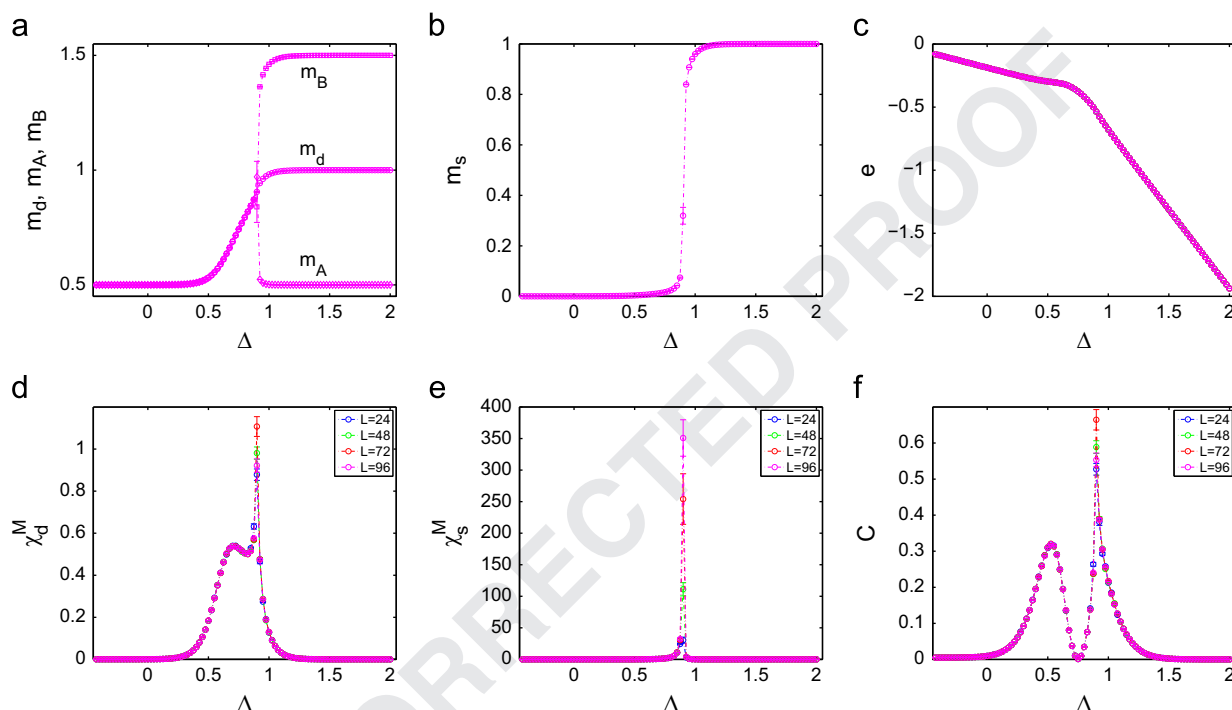 a
b
c
1.5
1
0.5
m_d, m_A, m_B
m_B
m_d
m_A
0 0.5 1 1.5 2
Δ
1
0.8
0.6
0.4
0.2
0
m_s
0 0.5 1 1.5 2
Δ
0
−0.5
−1
−1.5
−2
e
0 0.5 1 1.5 2
Δ
d
e
f
1
0.8
0.6
0.4
0.2
0
χ_d^M
L=24
L=48
L=72
L=96
0 0.5 1 1.5 2
Δ
400
350
300
250
200
150
100
50
0
χ_s^M
L=24
L=48
L=72
L=96
0 0.5 1 1.5 2
Δ
0.6
0.5
0.4
0.3
0.2
0.1
0
C
L=24
L=48
L=72
L=96
0 0.5 1 1.5 2
Δ
ORRECTED PROOF